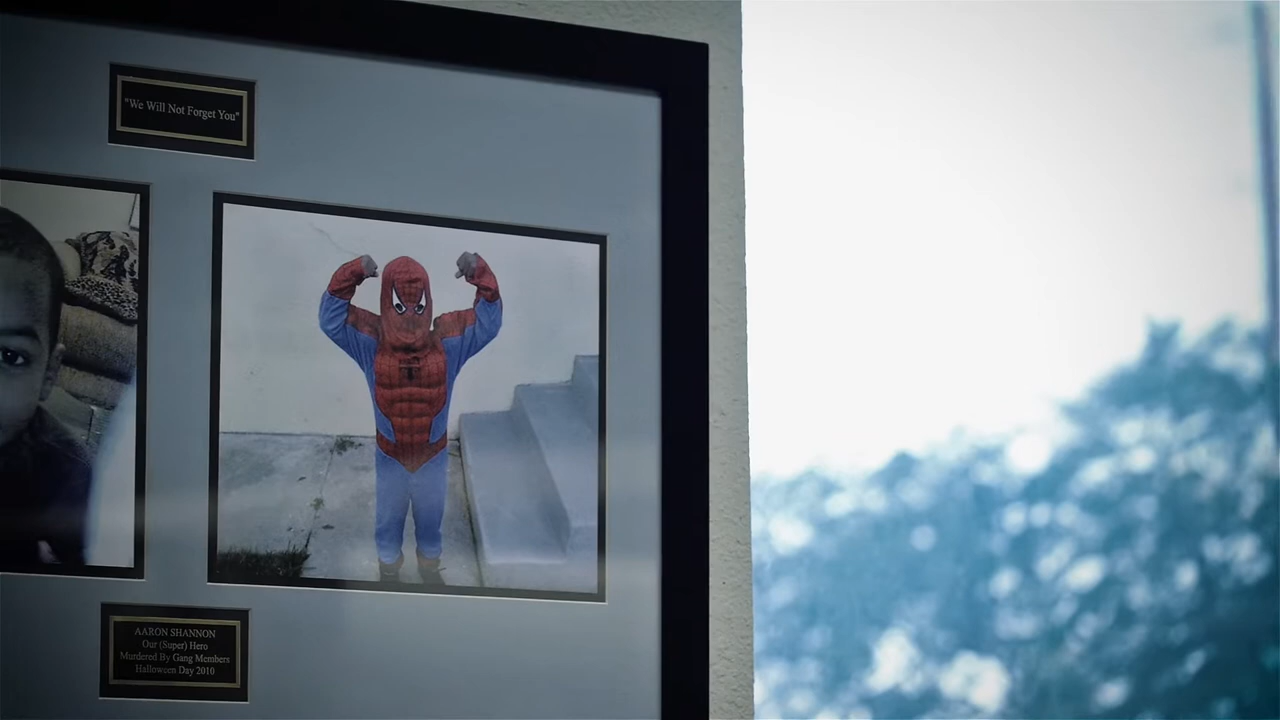 "We Will Not Forget You"
AARON SHANNON
Our (Super) Hero
Murdered By Gang Members
Halloween Day 2010